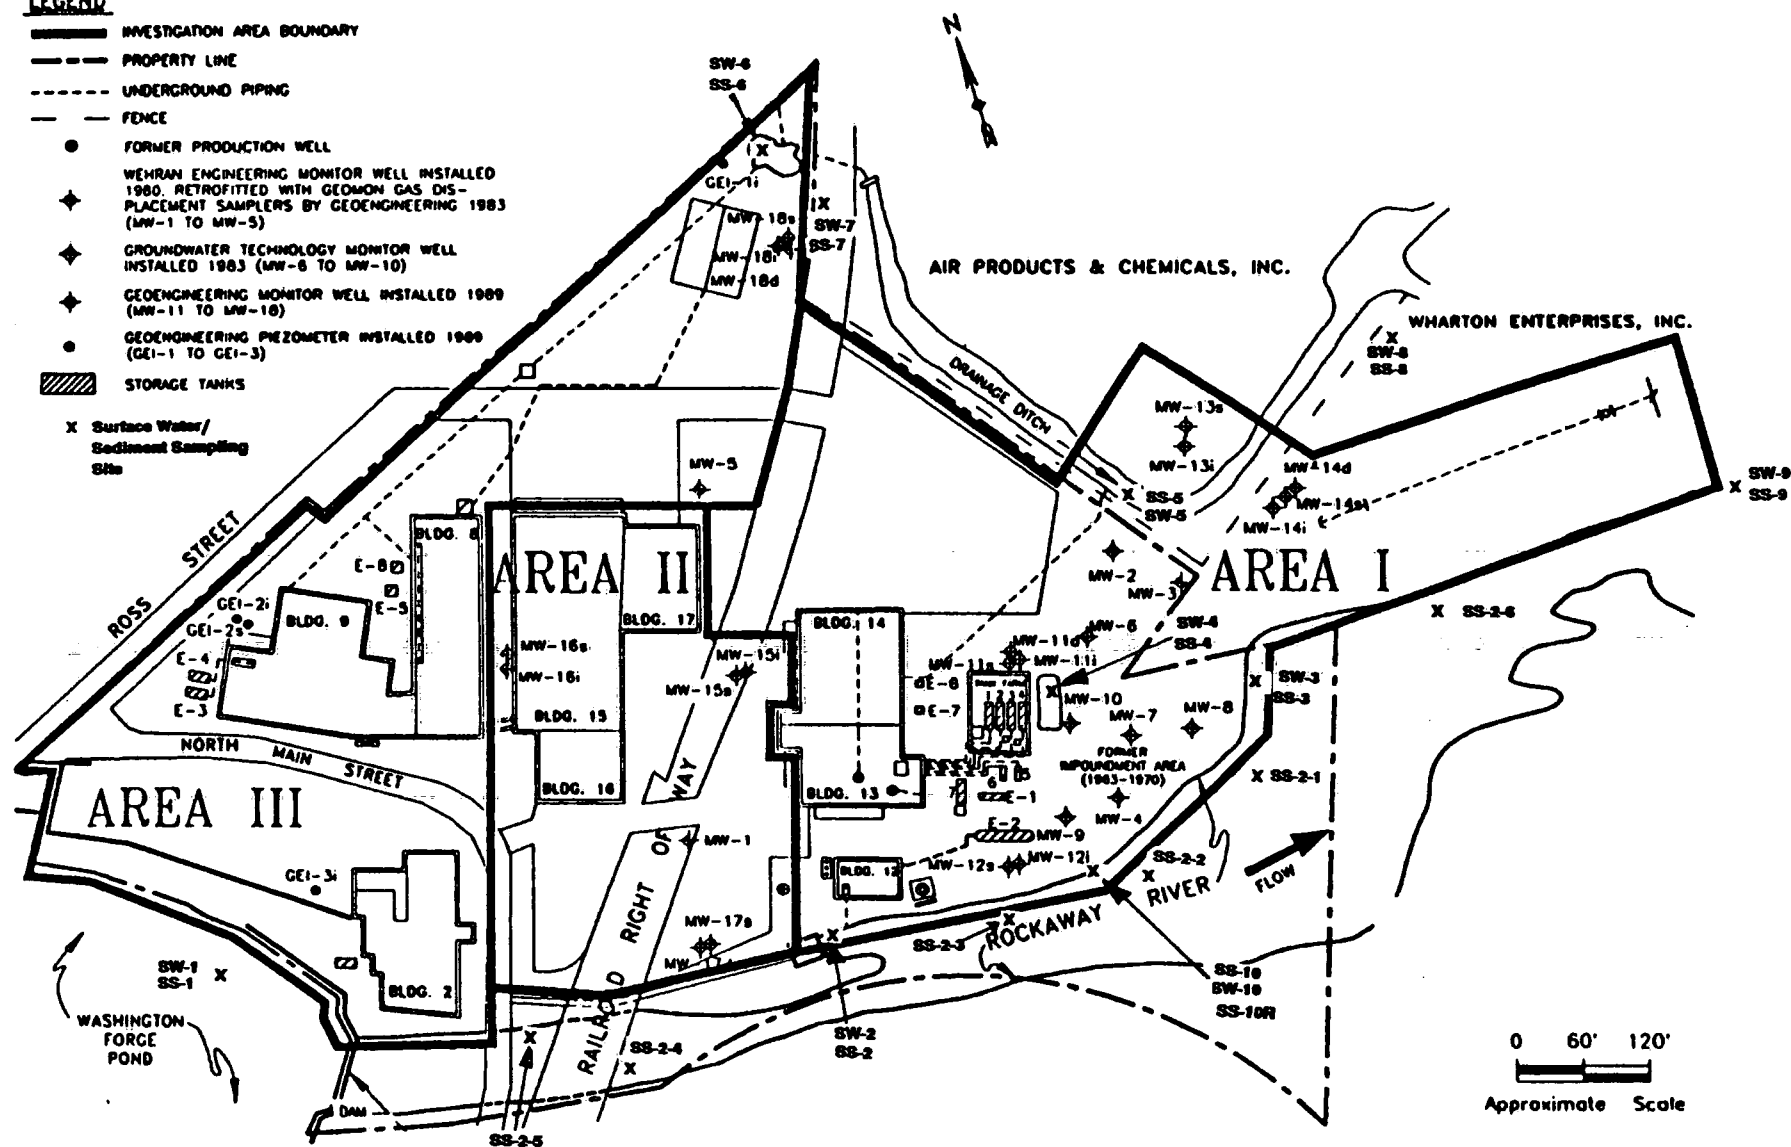 LEGEND
INVESTIGATION AREA BOUNDARY
PROPERTY LINE
UNDERGROUND PIPING
FENCE
FORMER PRODUCTION WELL
WEHRAN ENGINEERING MONITOR WELL INSTALLED
1980. RETROFITTED WITH GEOMON GAS DIS-
PLACEMENT SAMPLERS BY GEOENGINEERING 1983
(MW-1 TO MW-5)
GROUNDWATER TECHNOLOGY MONITOR WELL
INSTALLED 1983 (MW-6 TO MW-10)
GEOENGINEERING MONITOR WELL INSTALLED 1989
(MW-11 TO MW-18)
GEOENGINEERING PIEZOMETER INSTALLED 1989
(GEI-1 TO GEI-3)
STORAGE TANKS
X Surface Water/
Sediment Sampling
Site
N
SW-6
SS-6
X
GEI-1i
MW-18s
MW-18i
MW-18d
X
SW-7
SS-7
AIR PRODUCTS & CHEMICALS, INC.
WHARTON ENTERPRISES, INC.
X
SW-8
SS-8
DRAINAGE DITCH
MW-13s
MW-13i
MW-14d
MW-14s
MW-14i
X SW-9
SS-9
X SS-5
SW-5
MW-5
ROSS STREET
BLDG. 8
E-8
E-5
GEI-2i
GEI-2s
BLDG. 9
E-4
E-3
AREA II
BLDG. 17
MW-16s
MW-16i
BLDG. 15
BLDG. 16
MW-15i
MW-15s
MW-2
MW-3
AREA I
X SS-2-6
BLDG. 14
MW-6
SW-4
SS-4
MW-11d
MW-11s
MW-11i
E-6
E-7
1 2 3 4
X
MW-10
MW-7
MW-8
X SW-3
SS-3
FORMER
IMPOUNDMENT AREA
(1963-1970)
X SS-2-1
NORTH MAIN STREET
AREA III
BLDG. 13
7
6
5
E-1
E-2
MW-9
MW-4
MW-1
GEI-3i
BLDG. 12
MW-12s
MW-12i
X
SS-2-2
X
FLOW
ROCKAWAY RIVER
RAILROAD RIGHT OF WAY
MW-17s
MW
X
SS-2-3
X
SW-1
SS-1
X
BLDG. 2
WASHINGTON
FORGE
POND
SS-10
SW-10
SS-10R
SW-2
SS-2
X
SS-2-4
X
DAM
SS-2-5
0 60' 120'
Approximate Scale